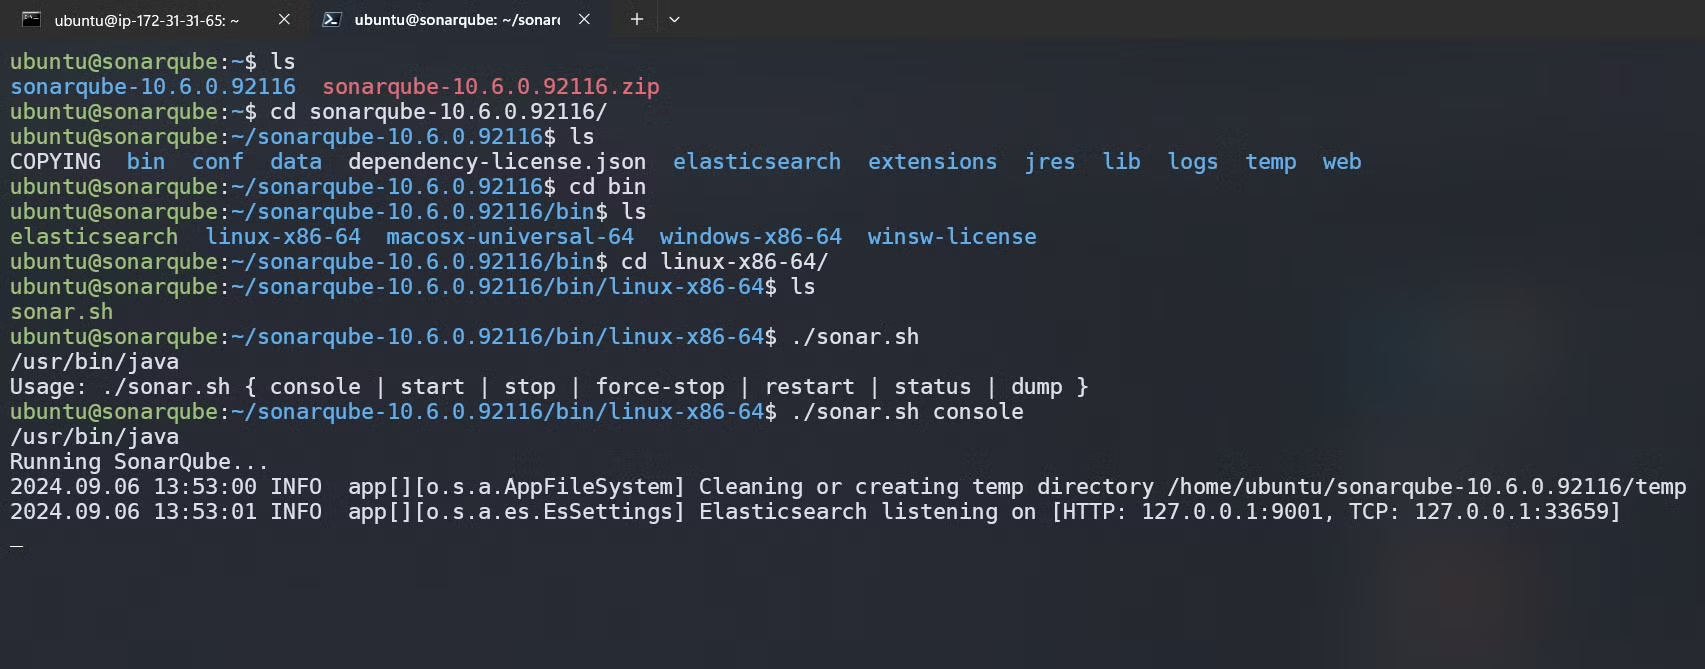 ubuntu@ip-172-31-31-65: ~
ubuntu@sonarqube: ~/sonar
ubuntu@sonarqube:~$ ls
sonarqube-10.6.0.92116  sonarqube-10.6.0.92116.zip
ubuntu@sonarqube:~$ cd sonarqube-10.6.0.92116/
ubuntu@sonarqube:~/sonarqube-10.6.0.92116$ ls
COPYING  bin  conf  data  dependency-license.json  elasticsearch  extensions  jres  lib  logs  temp  web
ubuntu@sonarqube:~/sonarqube-10.6.0.92116$ cd bin
ubuntu@sonarqube:~/sonarqube-10.6.0.92116/bin$ ls
elasticsearch  linux-x86-64  macosx-universal-64  windows-x86-64  winsw-license
ubuntu@sonarqube:~/sonarqube-10.6.0.92116/bin$ cd linux-x86-64/
ubuntu@sonarqube:~/sonarqube-10.6.0.92116/bin/linux-x86-64$ ls
sonar.sh
ubuntu@sonarqube:~/sonarqube-10.6.0.92116/bin/linux-x86-64$ ./sonar.sh
/usr/bin/java
Usage: ./sonar.sh { console | start | stop | force-stop | restart | status | dump }
ubuntu@sonarqube:~/sonarqube-10.6.0.92116/bin/linux-x86-64$ ./sonar.sh console
/usr/bin/java
Running SonarQube...
2024.09.06 13:53:00 INFO  app[][o.s.a.AppFileSystem] Cleaning or creating temp directory /home/ubuntu/sonarqube-10.6.0.92116/temp
2024.09.06 13:53:01 INFO  app[][o.s.a.es.EsSettings] Elasticsearch listening on [HTTP: 127.0.0.1:9001, TCP: 127.0.0.1:33659]